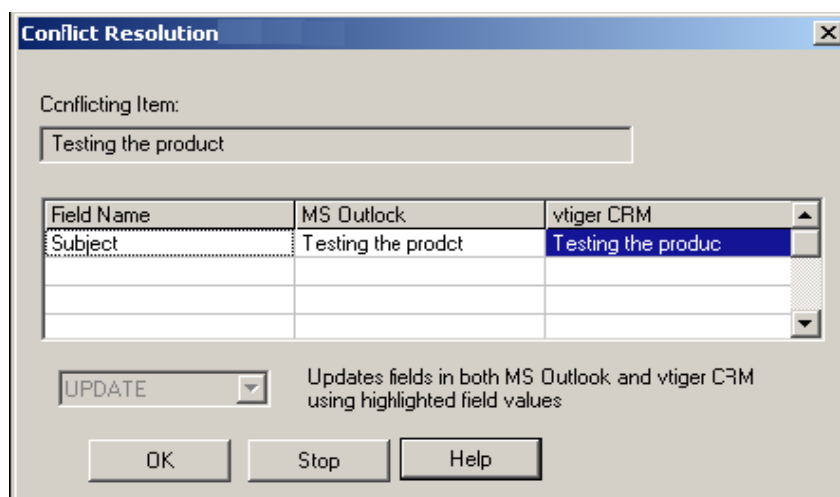 Conflict Resolution
Conflicting Item:
Testing the product
Field Name MS Outlock vtiger CRM
Subject Testing the prodct Testing the produc
UPDATE Updates fields in both MS Outlook and vtiger CRM
using highlighted field values
OK Stop Help